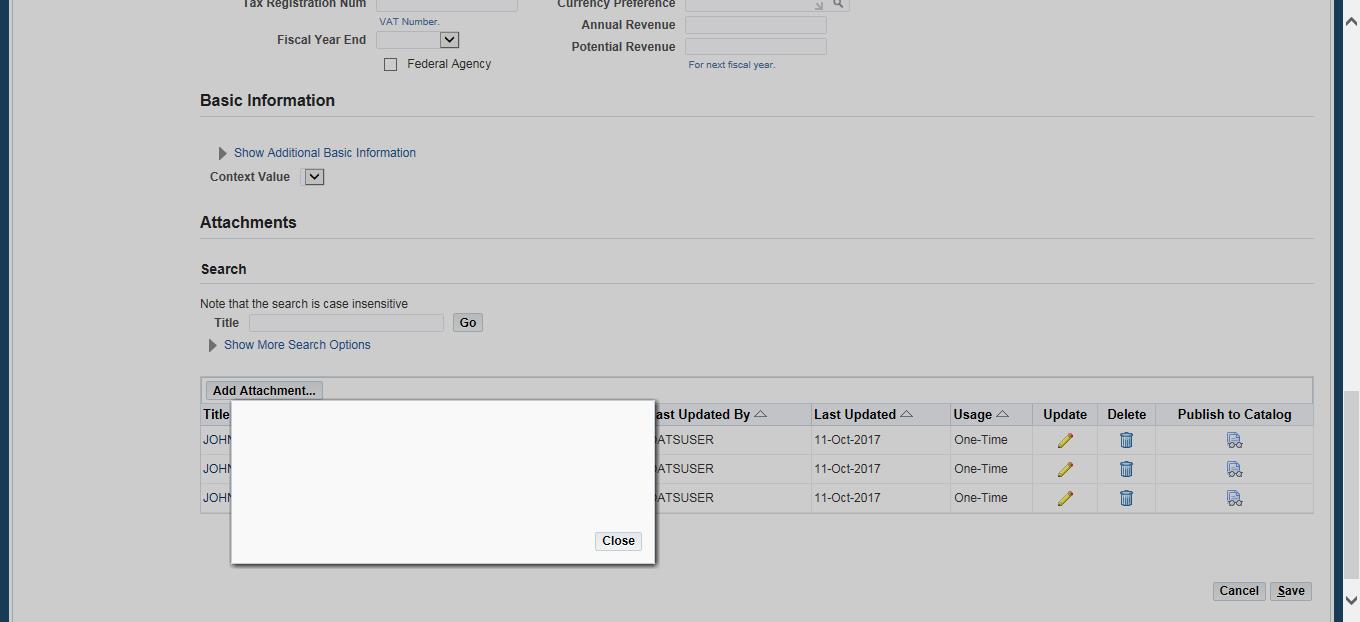 Tax Registration Num Currency Preference
VAT Number. Annual Revenue
Fiscal Year End Potential Revenue
Federal Agency For next fiscal year.
Basic Information
Show Additional Basic Information
Context Value
Attachments
Search
Note that the search is case insensitive
Title Go
Show More Search Options
Add Attachment...
Title ast Updated By Last Updated Usage Update Delete Publish to Catalog
JOHN DATSUSER 11-Oct-2017 One-Time
JOHN DATSUSER 11-Oct-2017 One-Time
JOHN DATSUSER 11-Oct-2017 One-Time
Close
Cancel Save